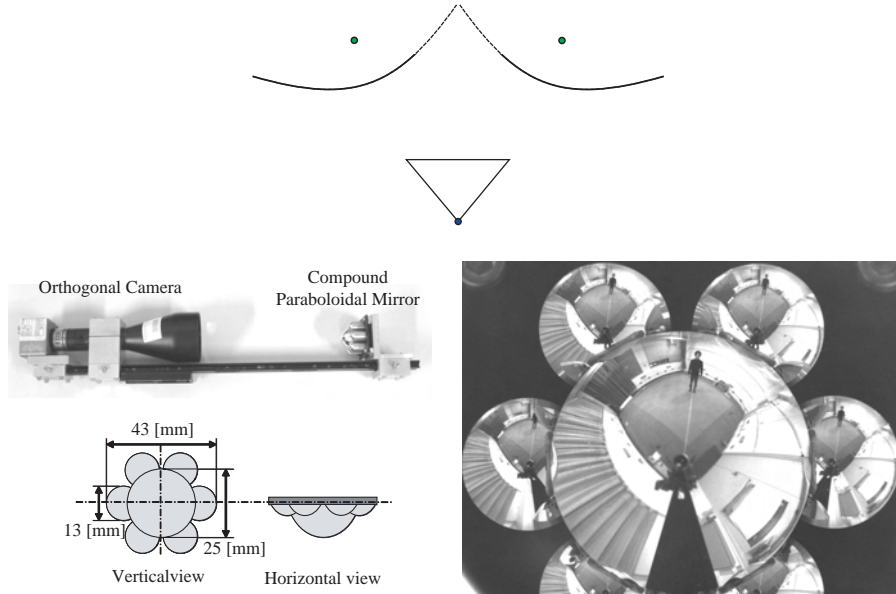 Orthogonal Camera
Compound
Paraboloidal Mirror
43 [mm]
13 [mm]
25 [mm]
Verticalview
Horizontal view